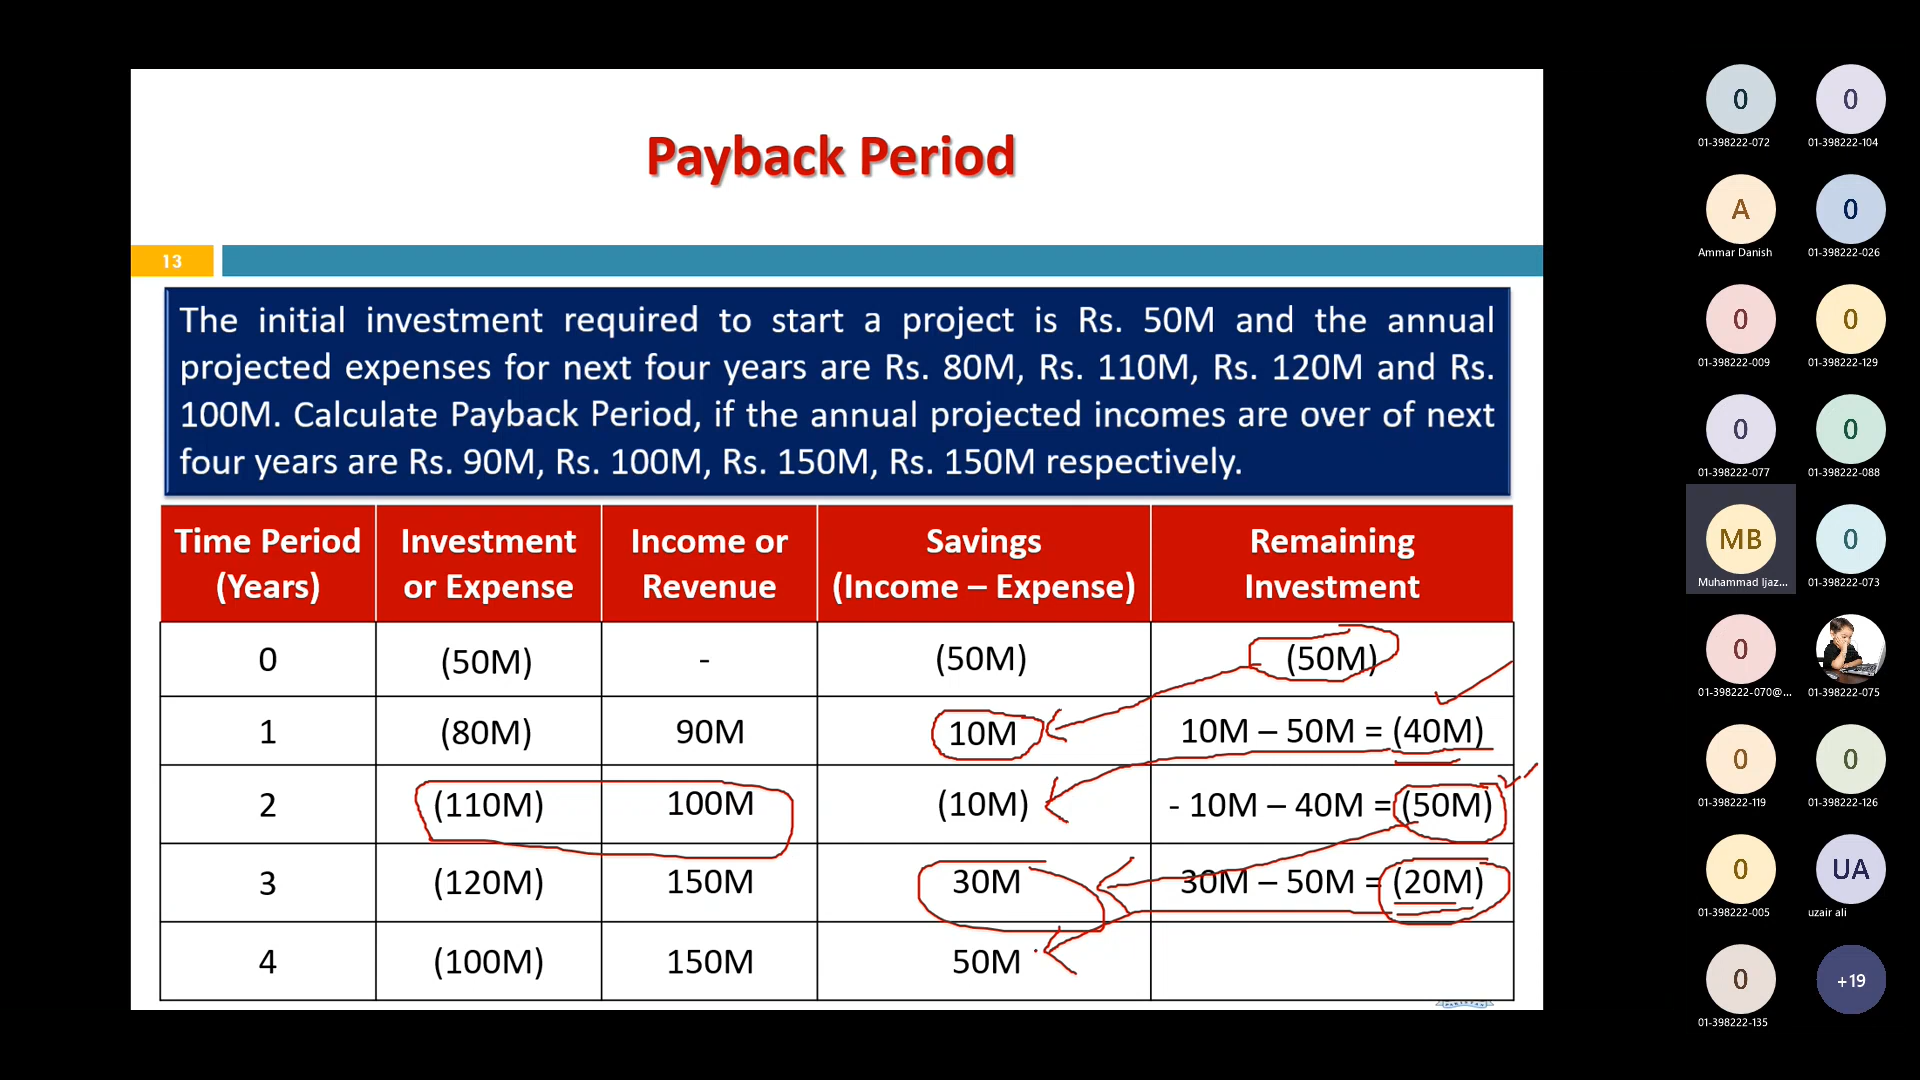 Payback Period
13
The initial investment required to start a project is Rs. 50M and the annual
projected expenses for next four years are Rs. 80M, Rs. 110M, Rs. 120M and Rs.
100M. Calculate Payback Period, if the annual projected incomes are over of next
four years are Rs. 90M, Rs. 100M, Rs. 150M, Rs. 150M respectively.
Time Period (Years) Investment or Expense Income or Revenue Savings (Income – Expense) Remaining Investment
0 (50M) - (50M) (50M)
1 (80M) 90M 10M 10M – 50M = (40M)
2 (110M) 100M (10M) - 10M – 40M = (50M)
3 (120M) 150M 30M 30M – 50M = (20M)
4 (100M) 150M 50M
0 0
01-398222-072 01-398222-104
A 0
Ammar Danish 01-398222-026
0 0
01-398222-009 01-398222-129
0 0
01-398222-077 01-398222-088
MB 0
Muhammad Ijaz... 01-398222-073
0
01-398222-070@... 01-398222-075
0 0
01-398222-119 01-398222-126
0 UA
01-398222-005 uzair ali
0 +19
01-398222-135